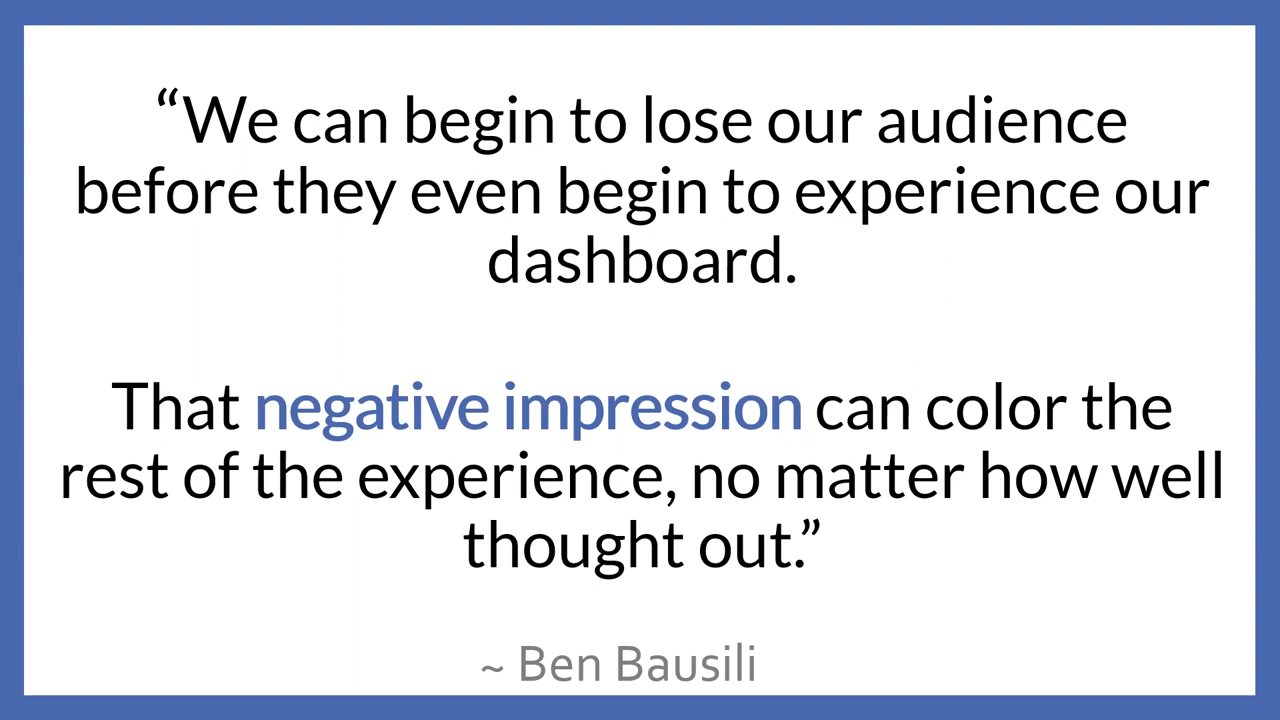 “We can begin to lose our audience
before they even begin to experience our
dashboard.
That negative impression can color the
rest of the experience, no matter how well
thought out.”
~ Ben Bausili